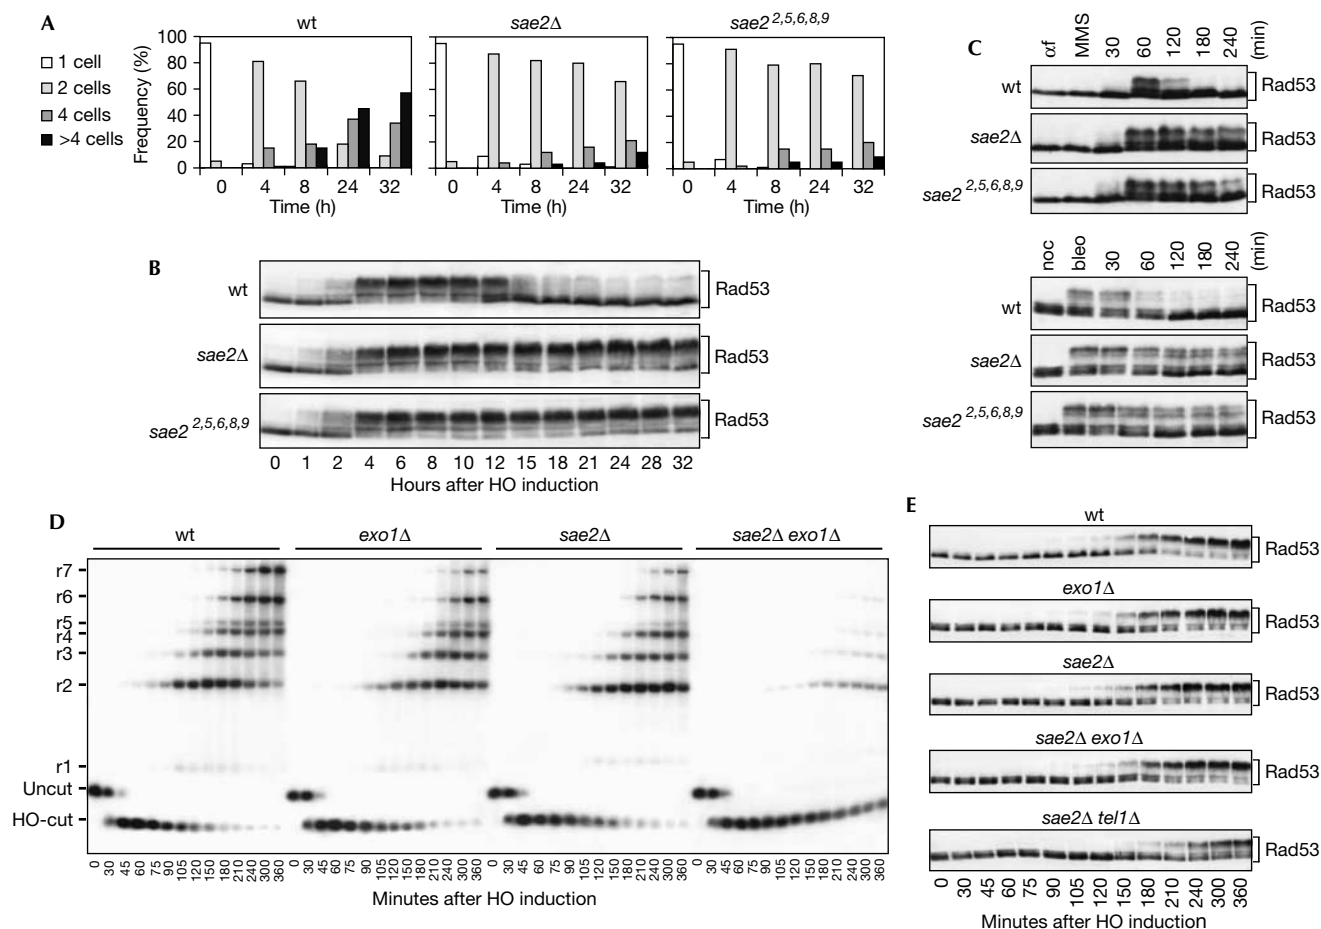 A
wt
sae2Δ
sae2 2,5,6,8,9
1 cell
2 cells
4 cells
>4 cells
Frequency (%)
100
80
60
40
20
0
0 4 8 24 32
0 4 8 24 32
0 4 8 24 32
Time (h)
Time (h)
Time (h)
B
wt
Rad53
sae2Δ
Rad53
sae2 2,5,6,8,9
Rad53
0 1 2 4 6 8 10 12 15 18 21 24 28 32
Hours after HO induction
C
αf MMS 30 60 120 180 240 (min)
wt
Rad53
sae2Δ
Rad53
sae2 2,5,6,8,9
Rad53
noc bleo 30 60 120 180 240 (min)
wt
Rad53
sae2Δ
Rad53
sae2 2,5,6,8,9
Rad53
D
wt
exo1Δ
sae2Δ
sae2Δ exo1Δ
r7
r6
r5
r4
r3
r2
r1
Uncut
HO-cut
0 30 45 60 75 90 105 120 150 180 210 240 300 360
0 30 45 60 75 90 105 120 150 180 210 240 300 360
0 30 45 60 75 90 105 120 150 180 210 240 300 360
0 30 45 60 75 90 105 120 150 180 210 240 300 360
Minutes after HO induction
E
wt
Rad53
exo1Δ
Rad53
sae2Δ
Rad53
sae2Δ exo1Δ
Rad53
sae2Δ tel1Δ
Rad53
0 30 45 60 75 90 105 120 150 180 210 240 300 360
Minutes after HO induction